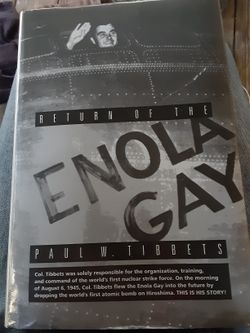 RETURN OF THE
ENOLA
GAY
PAUL W. TIBBETS
Col. Tibbets was solely responsible for the organization, training,
and command of the world's first nuclear strike force. On the morning
of August 6, 1945, Col. Tibbets flew the Enola Gay into the future by
dropping the world's first atomic bomb on Hiroshima. THIS IS HIS STORY!